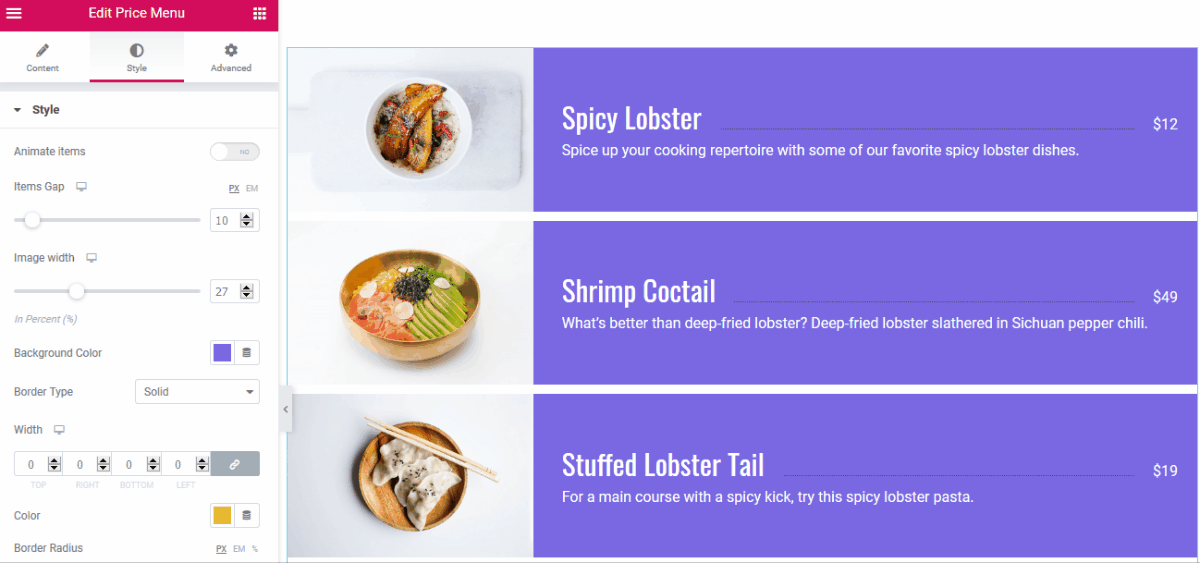 Edit Price Menu
Content
Style
Advanced
Style
Animate items
NO
Items Gap
PX EM
10
Image width
27
In Percent (%)
Background Color
Border Type
Solid
Width
0 0 0 0
TOP RIGHT BOTTOM LEFT
Color
Border Radius
PX EM %
Spicy Lobster
$12
Spice up your cooking repertoire with some of our favorite spicy lobster dishes.
Shrimp Coctail
$49
What's better than deep-fried lobster? Deep-fried lobster slathered in Sichuan pepper chili.
Stuffed Lobster Tail
$19
For a main course with a spicy kick, try this spicy lobster pasta.